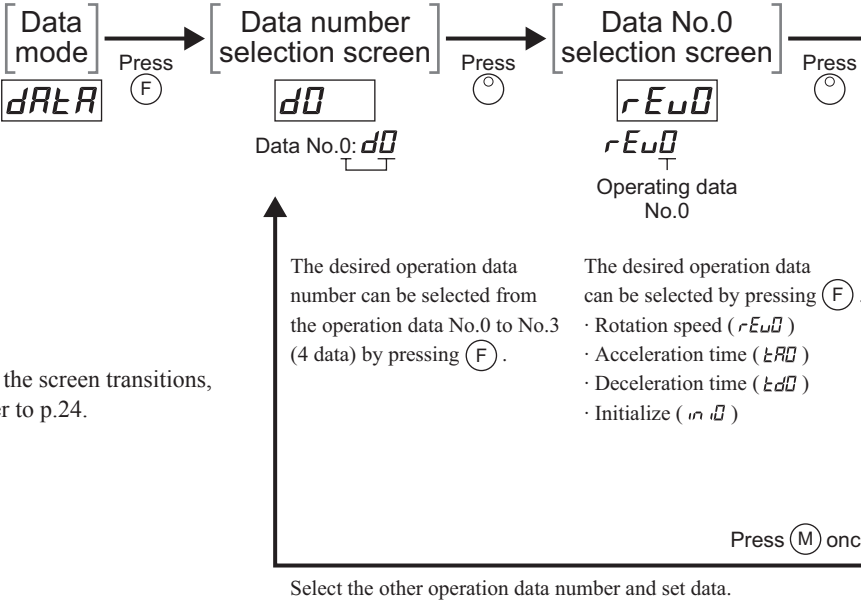 Data mode
Press
F
Data number selection screen
Press
Data No.0 selection screen
Press
dAtA
d0
rEv0
Data No.0: d0
rEv0
Operating data
No.0
The desired operation data
number can be selected from
the operation data No.0 to No.3
(4 data) by pressing F .
The desired operation data
can be selected by pressing F .
· Rotation speed ( rEv0 )
· Acceleration time ( tA0 )
· Deceleration time ( td0 )
· Initialize ( ini0 )
the screen transitions,
to p.24.
Press M
Select the other operation data number and set data.